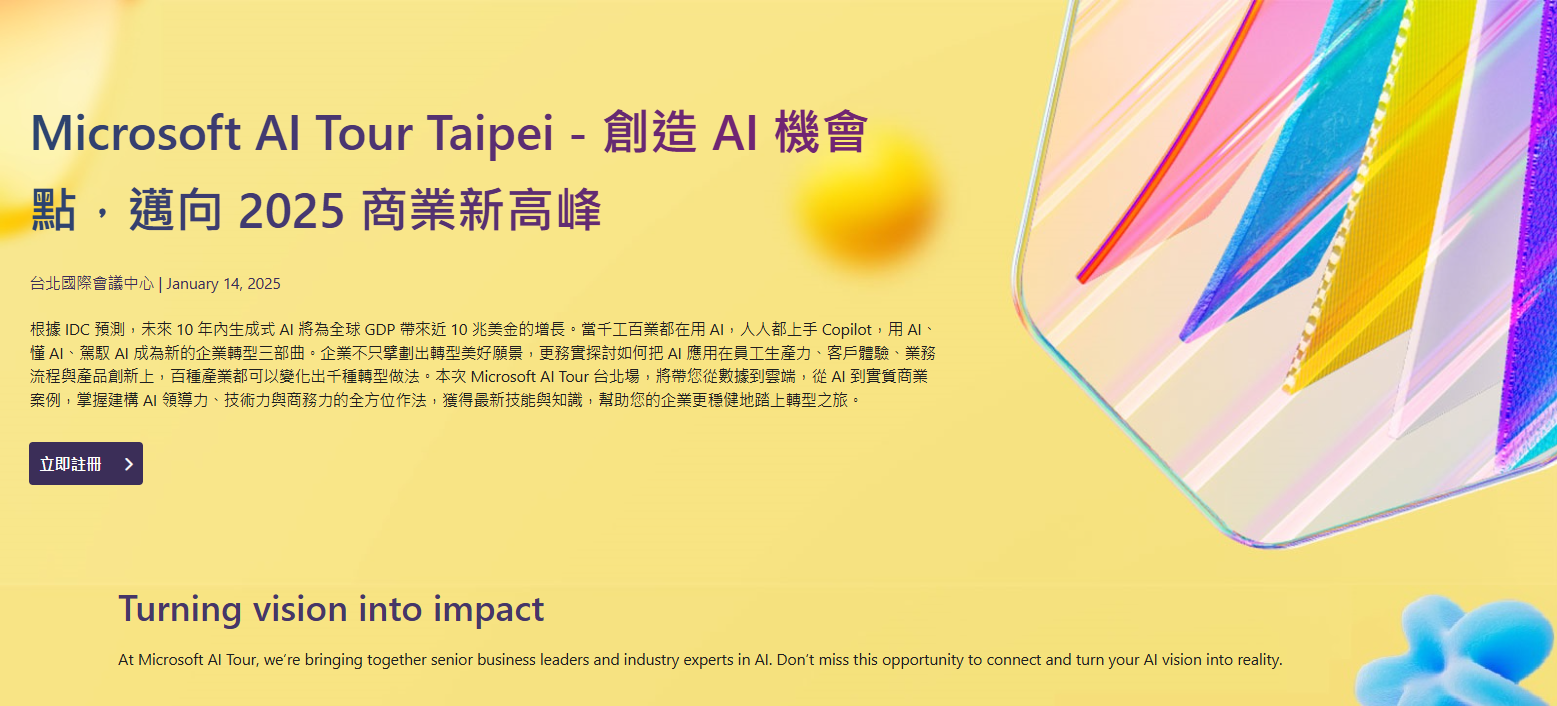 Microsoft AI Tour Taipei - 創造 AI 機會
點，邁向 2025 商業新高峰
台北國際會議中心 | January 14, 2025
根據 IDC 預測，未來 10 年內生成式 AI 將為全球 GDP 帶來近 10 兆美金的增長。當千工百業都在用 AI，人人都上手 Copilot，用 AI、
懂 AI、駕馭 AI 成為新的企業轉型三部曲。企業不只擘劃出轉型美好願景，更務實探討如何把 AI 應用在員工生產力、客戶體驗、業務
流程與產品創新上，百種產業都可以變化出千種轉型做法。本次 Microsoft AI Tour 台北場，將帶您從數據到雲端，從 AI 到實質商業
案例，掌握建構 AI 領導力、技術力與商務力的全方位作法，獲得最新技能與知識，幫助您的企業更穩健地踏上轉型之旅。
立即註冊
Turning vision into impact
At Microsoft AI Tour, we’re bringing together senior business leaders and industry experts in AI. Don’t miss this opportunity to connect and turn your AI vision into reality.